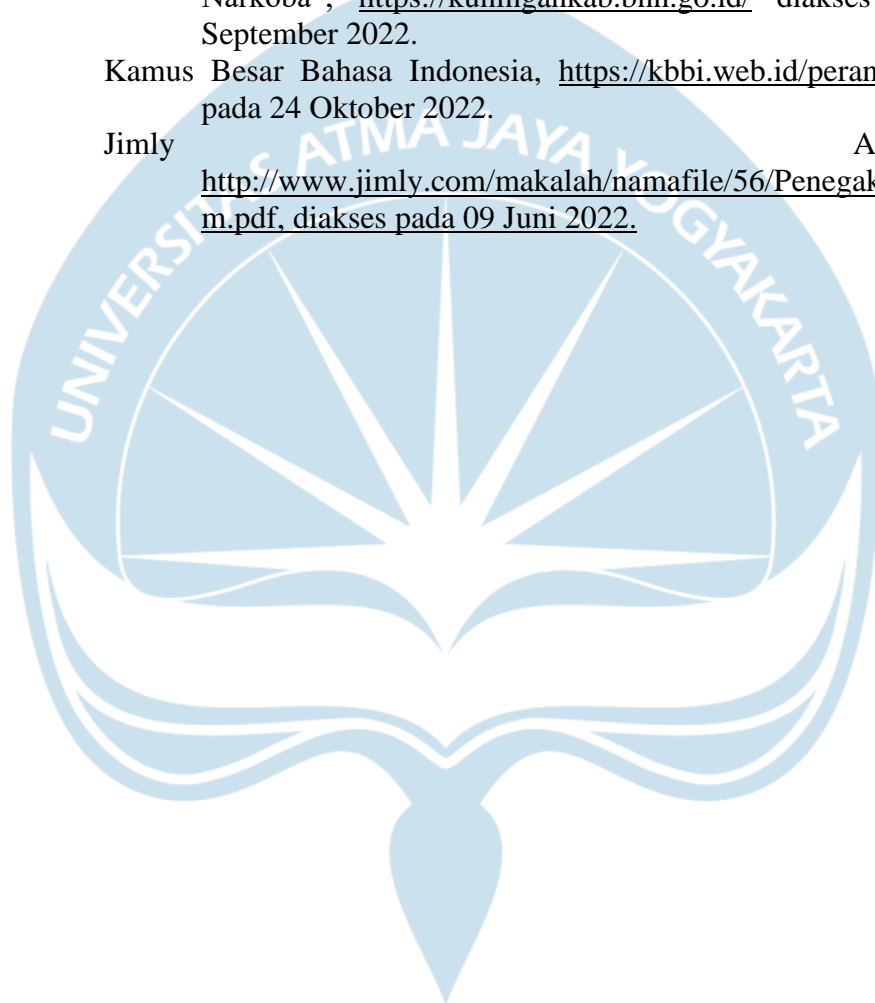 Narkoba", https://kuningankab.bnn.go.id/ diakses
September 2022.
Kamus Besar Bahasa Indonesia, https://kbbi.web.id/peran
pada 24 Oktober 2022.
Jimly A
http://www.jimly.com/makalah/namafile/56/Penegak
m.pdf, diakses pada 09 Juni 2022.
UNIVERSITAS ATMA JAYA YOGYAKARTA